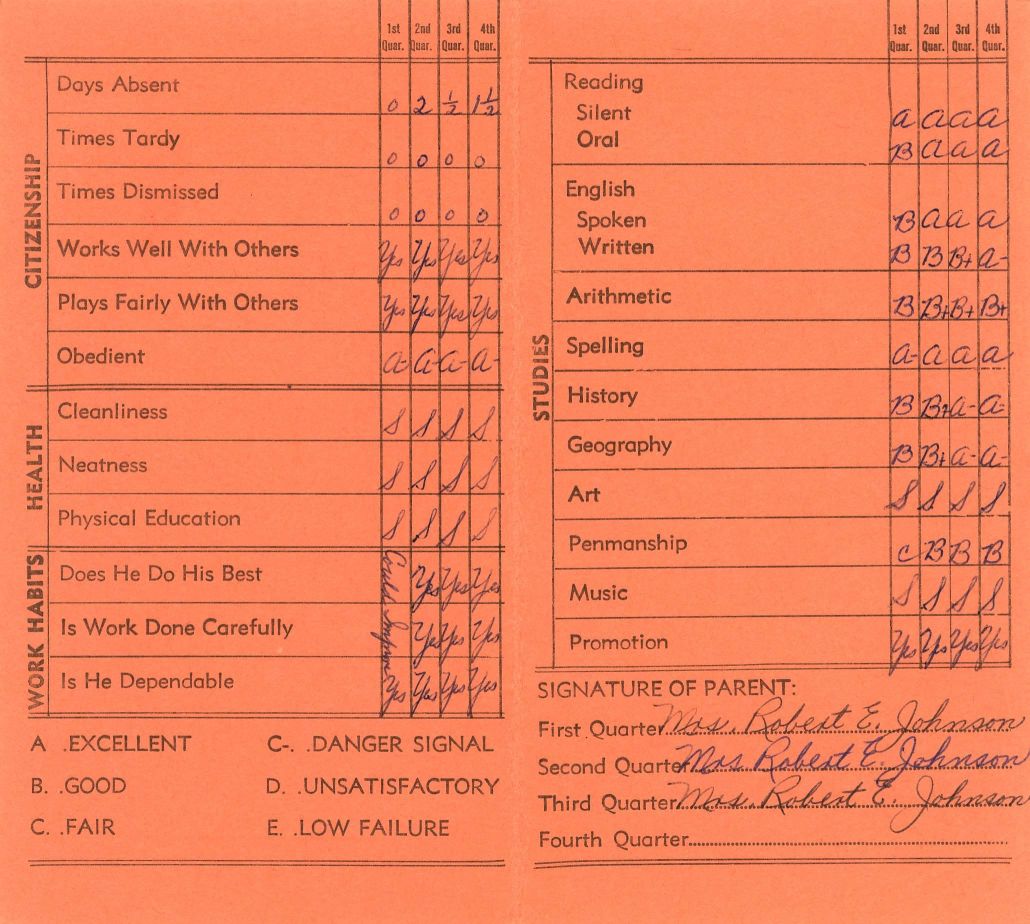 1st 2nd 3rd 4th
Quar. Quar. Quar. Quar.
CITIZENSHIP
Days Absent 0 2 ½ 1½
Times Tardy 0 0 0 0
Times Dismissed 0 0 0 0
Works Well With Others Yes Yes Yes Yes
Plays Fairly With Others Yes Yes Yes Yes
Obedient a- a- a- a-
HEALTH
Cleanliness S S S S
Neatness S S S S
Physical Education S S S S
WORK HABITS
Could Improve
Does He Do His Best Yes Yes Yes
Is Work Done Carefully Yes Yes Yes
Is He Dependable Yes Yes Yes Yes
A .EXCELLENT C-. .DANGER SIGNAL
B. .GOOD D. .UNSATISFACTORY
C. .FAIR E. .LOW FAILURE
1st 2nd 3rd 4th
Quar. Quar. Quar. Quar.
STUDIES
Reading
Silent a a a a
Oral B a a a
English
Spoken B a a a
Written B B B+ a-
Arithmetic B B+ B+ B+
Spelling a- a a a
History B B+ a- a-
Geography B B+ a- a-
Art S S S S
Penmanship C B B B
Music S S S S
Promotion Yes Yes Yes Yes
SIGNATURE OF PARENT:
First Quarter Mrs. Robert E. Johnson
Second Quarter Mrs Robert E. Johnson
Third Quarter Mrs. Robert E. Johnson
Fourth Quarter